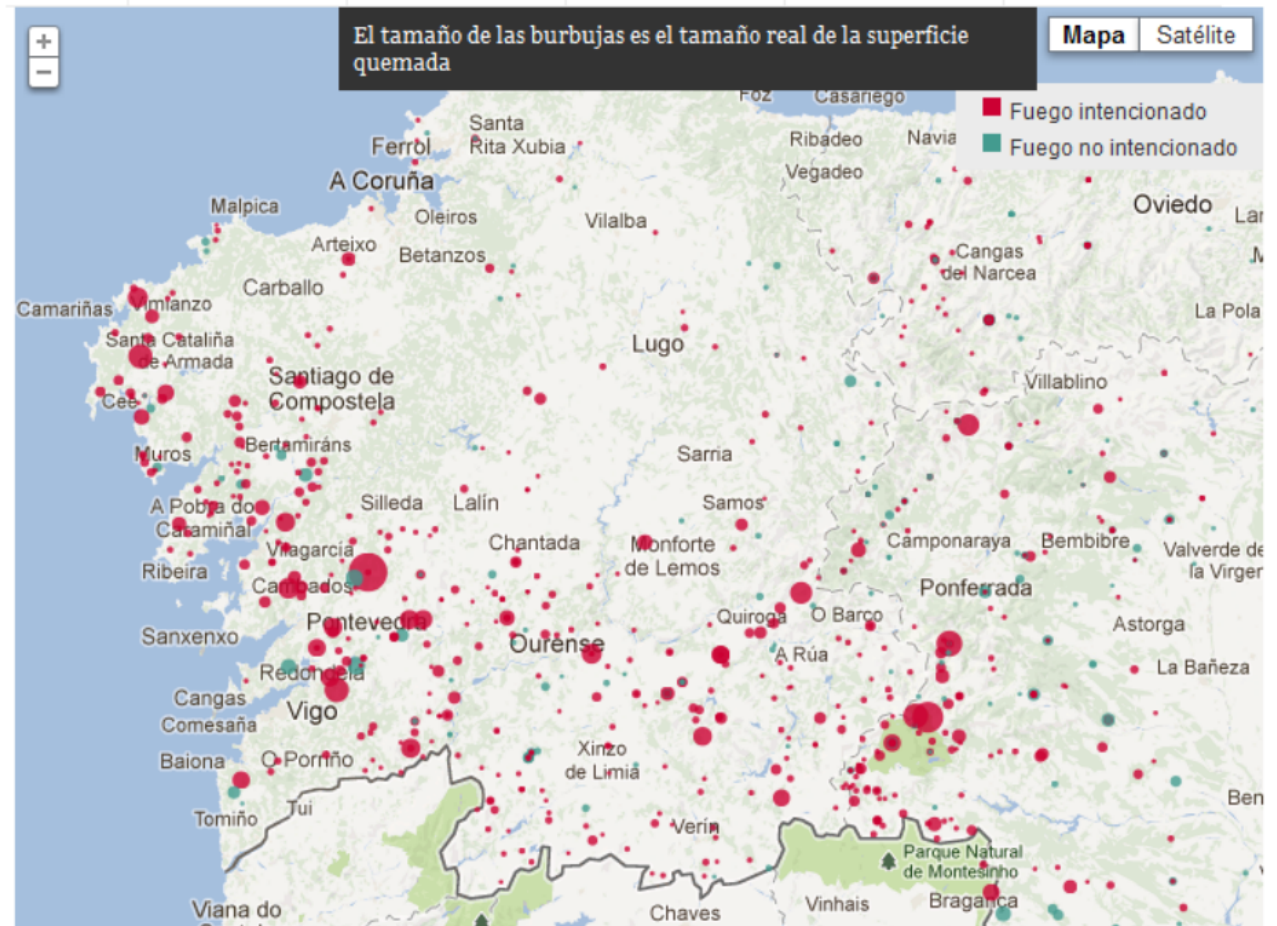 +
−
El tamaño de las burbujas es el tamaño real de la superficie
quemada
Mapa
Satélite
Fuego intencionado
Fuego no intencionado
Foz
Casariego
Santa
Rita Xubia
Ferrol
Ribadeo
Navia
A Coruña
Vegadeo
Malpica
Oleiros
Vilalba
Oviedo
Arteixo
Betanzos
Cangas
del Narcea
Carballo
Camariñas
Vimianzo
La Pola
Santa Cataliña
de Armada
Lugo
Santiago de
Compostela
Villablino
Cee
Bertamiráns
Muros
Sarria
A Pobra do
Caramiñal
Silleda
Lalín
Samos
Vilagarcia
Chantada
Monforte
de Lemos
Camponaraya
Bembibre
Valverde de
la Virgen
Ribeira
Cambados
Ponferrada
Pontevedra
Quiroga
O Barco
Astorga
Sanxenxo
Ourense
A Rúa
La Bañeza
Redondela
Cangas
Vigo
Comesaña
Baiona
O Porriño
Xinzo
de Limia
Tui
Tomiño
Verín
Ben
Parque Natural
de Montesinho
Viana do
Chaves
Vinhais
Bragança